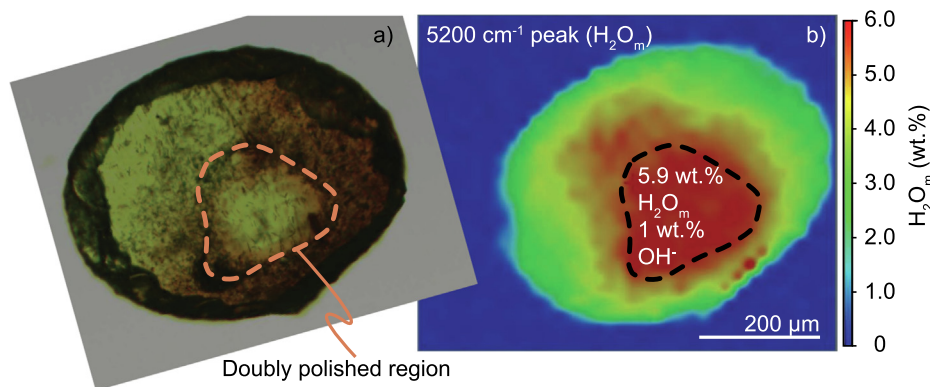 a)
Doubly polished region
5200 cm⁻¹ peak (H₂Oₘ)
b)
5.9 wt.%
H₂Oₘ
1 wt.%
OH⁻
200 µm
6.0
5.0
4.0
3.0
2.0
1.0
0
H₂Oₘ (wt.%)